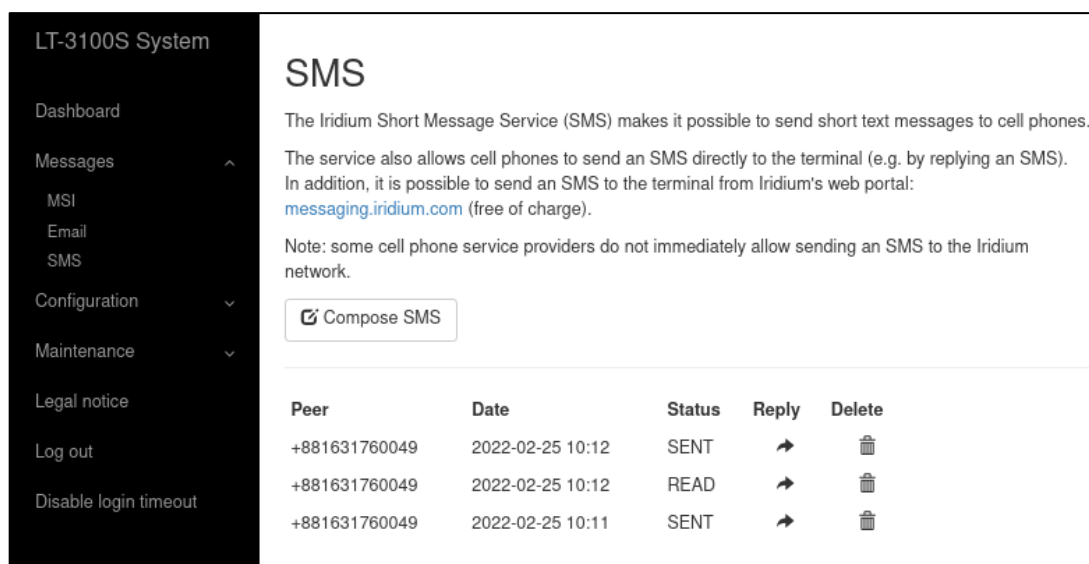 LT-3100S System
Dashboard
Messages
MSI
Email
SMS
Configuration
Maintenance
Legal notice
Log out
Disable login timeout
SMS
The Iridium Short Message Service (SMS) makes it possible to send short text messages to cell phones.
The service also allows cell phones to send an SMS directly to the terminal (e.g. by replying an SMS).
In addition, it is possible to send an SMS to the terminal from Iridium's web portal:
messaging.iridium.com (free of charge).
Note: some cell phone service providers do not immediately allow sending an SMS to the Iridium
network.
Compose SMS
Peer Date Status Reply Delete
+881631760049 2022-02-25 10:12 SENT
+881631760049 2022-02-25 10:12 READ
+881631760049 2022-02-25 10:11 SENT